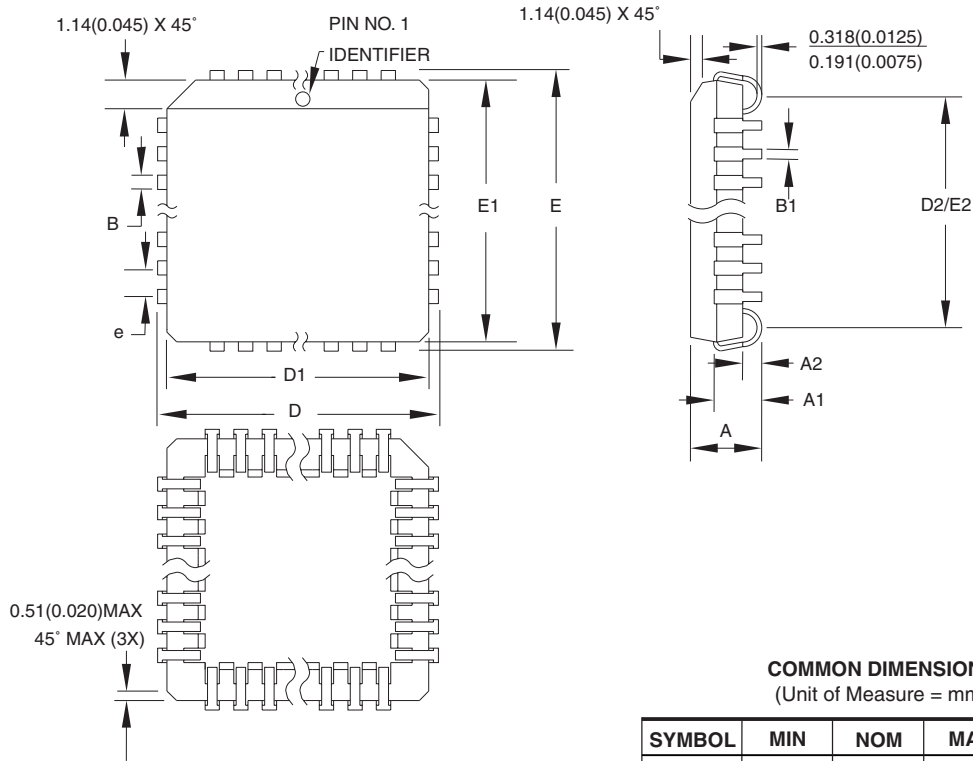 1.14(0.045) X 45˚
PIN NO. 1
IDENTIFIER
1.14(0.045) X 45˚
0.318(0.0125)
0.191(0.0075)
B
e
E1
E
B1
D2/E2
D1
D
A2
A1
A
0.51(0.020)MAX
45˚ MAX (3X)
COMMON DIMENSION
(Unit of Measure = mm
SYMBOL MIN NOM MA